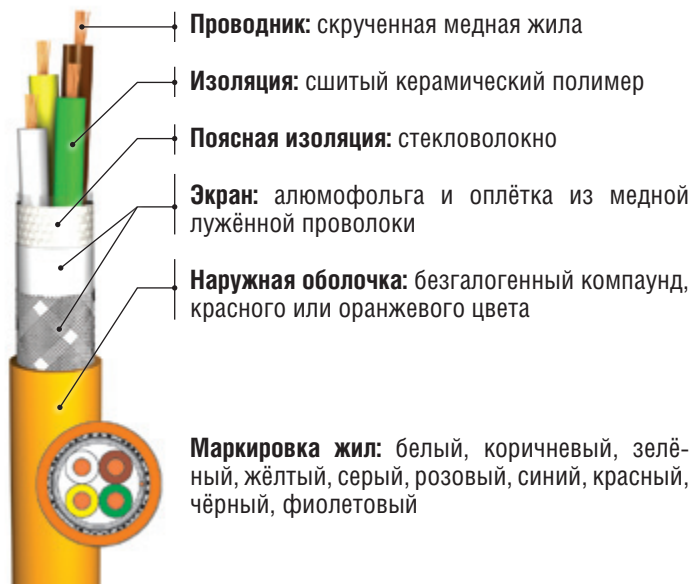 Проводник: скрученная медная жила
Изоляция: сшитый керамический полимер
Поясная изоляция: стекловолокно
Экран: алюмофольга и оплётка из медной
лужённой проволоки
Наружная оболочка: безгалогенный компаунд,
красного или оранжевого цвета
Маркировка жил: белый, коричневый, зелё-
ный, жёлтый, серый, розовый, синий, красный,
чёрный, фиолетовый